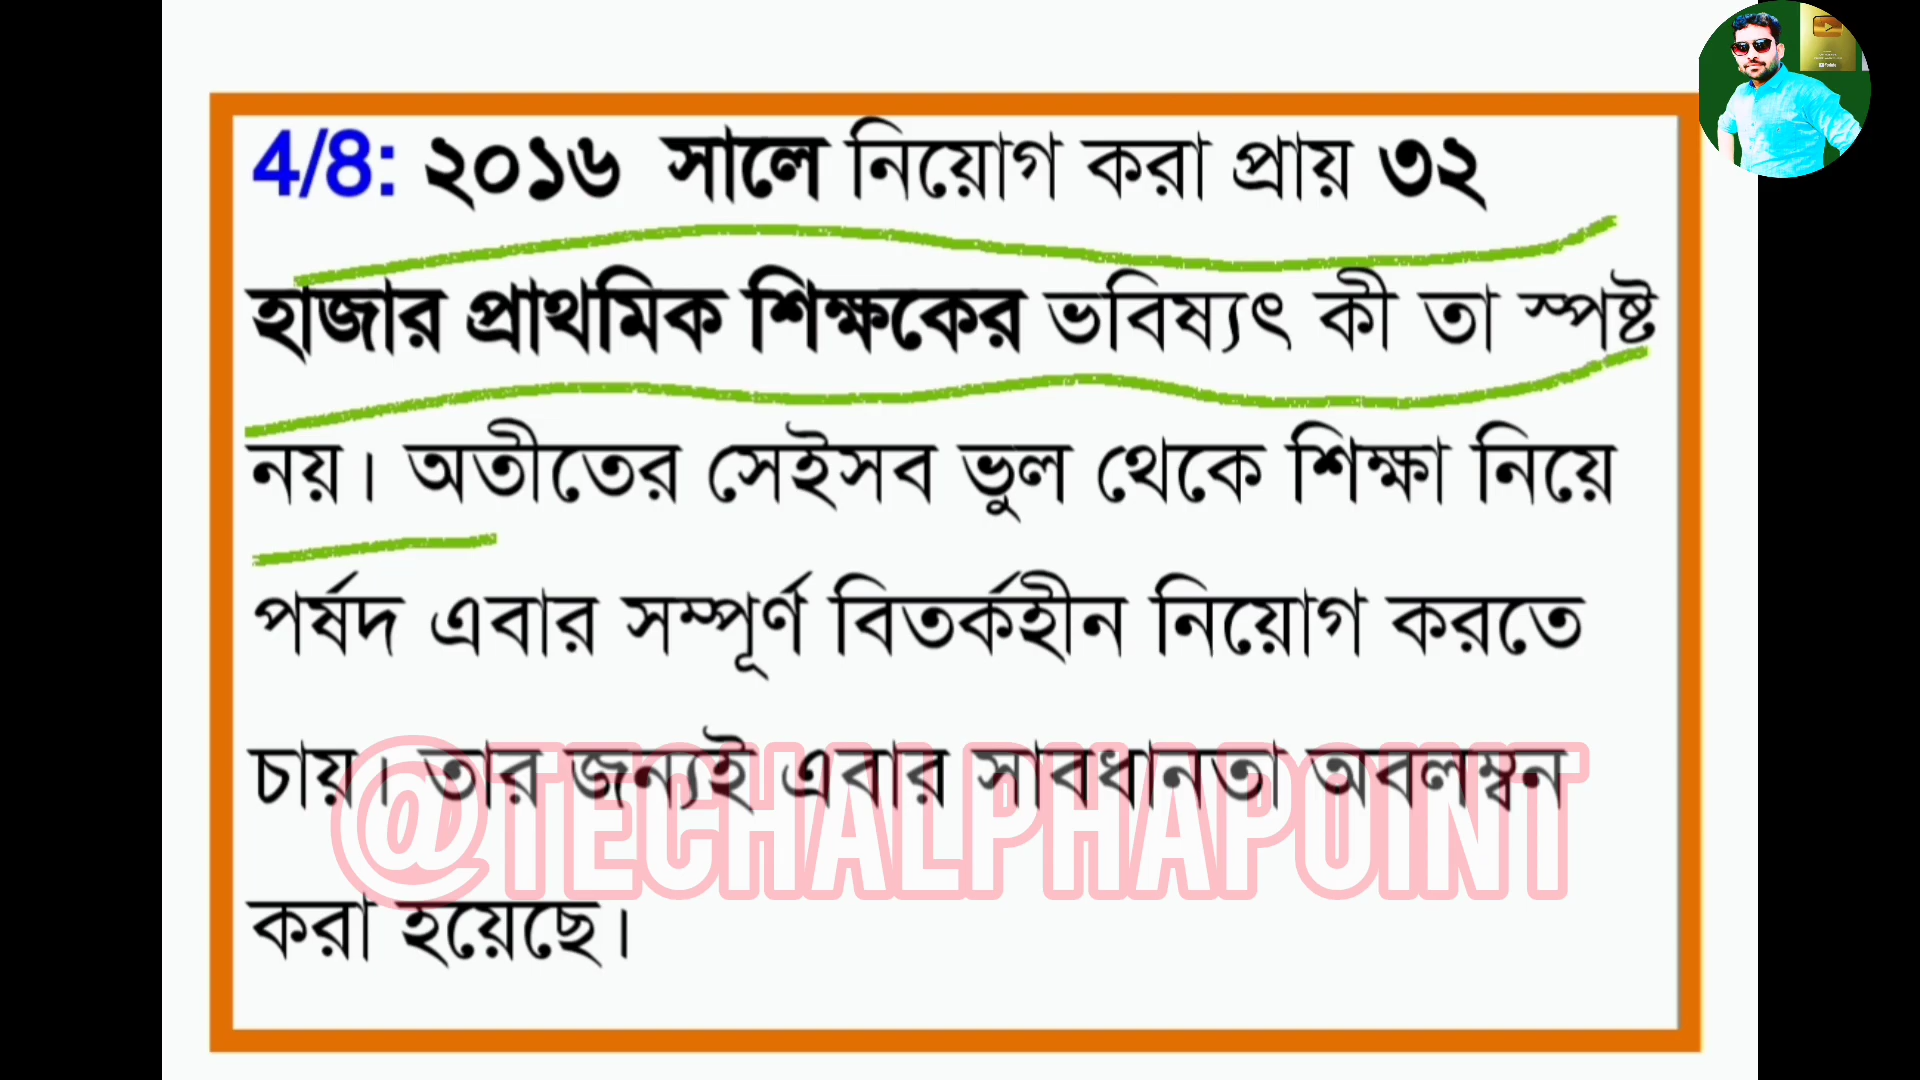 4/8: ২০১৬ সালে নিয়োগ করা প্রায় ৩২
হাজার প্রাথমিক শিক্ষকের ভবিষ্যৎ কী তা স্পষ্ট
নয়। অতীতের সেইসব ভুল থেকে শিক্ষা নিয়ে
পর্ষদ এবার সম্পূর্ণ বিতর্কহীন নিয়োগ করতে
চায়। তার জন্যই এবার সাবধানতা অবলম্বন
@TECHALPHAPOINT
করা হয়েছে।